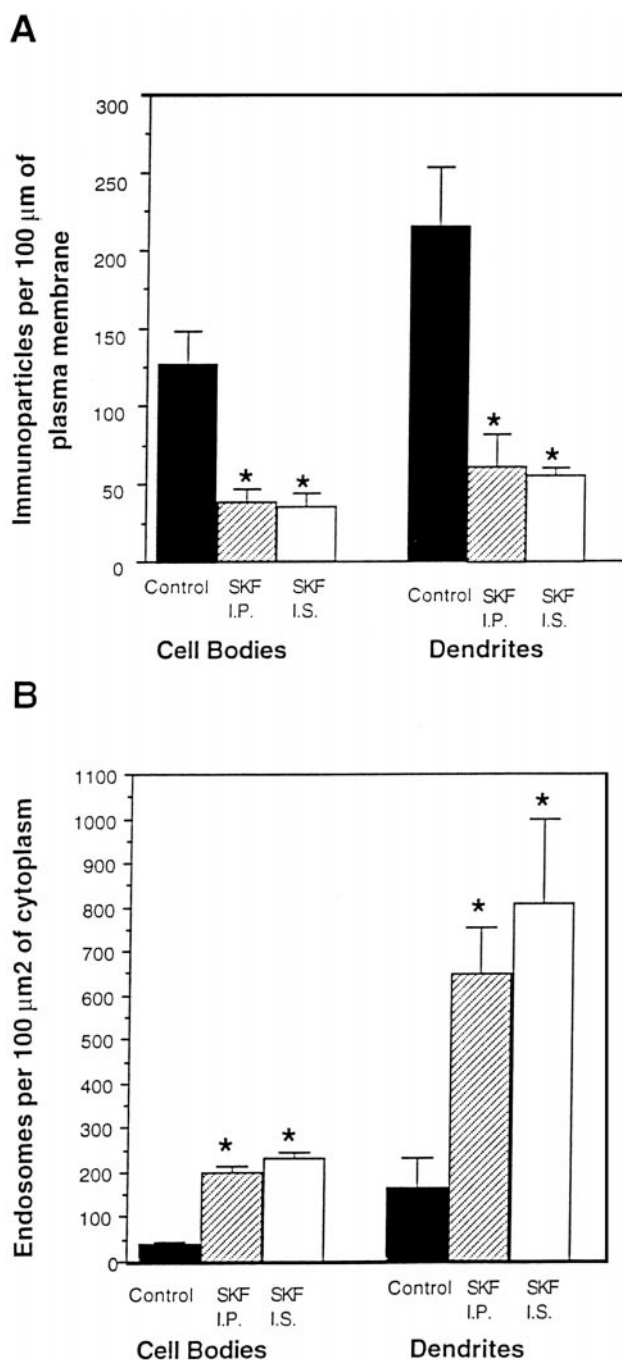 A
Immunoparticles per 100 µm of
plasma membrane
300
250
200
150
100
50
0
*
*
*
*
Control SKF SKF Control SKF SKF
I.P. I.S. I.P. I.S.
Cell Bodies Dendrites
B
Endosomes per 100 µm2 of cytoplasm
1100
1000
900
800
700
600
500
400
300
200
100
0
*
*
*
*
Control SKF SKF Control SKF SKF
I.P. I.S. I.P. I.S.
Cell Bodies Dendrites